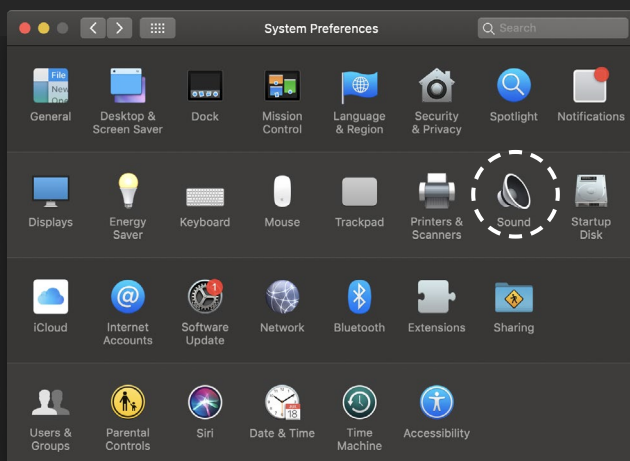 System Preferences
Search
File
New
General
Desktop &
Screen Saver
Dock
Mission
Control
Language
& Region
Security
& Privacy
Spotlight
Notifications
Displays
Energy
Saver
Keyboard
Mouse
Trackpad
Printers &
Scanners
Sound
Startup
Disk
iCloud
@
Internet
Accounts
1
Software
Update
Network
Bluetooth
Extensions
Sharing
Users &
Groups
Parental
Controls
Siri
18
Date & Time
Time
Machine
Accessibility